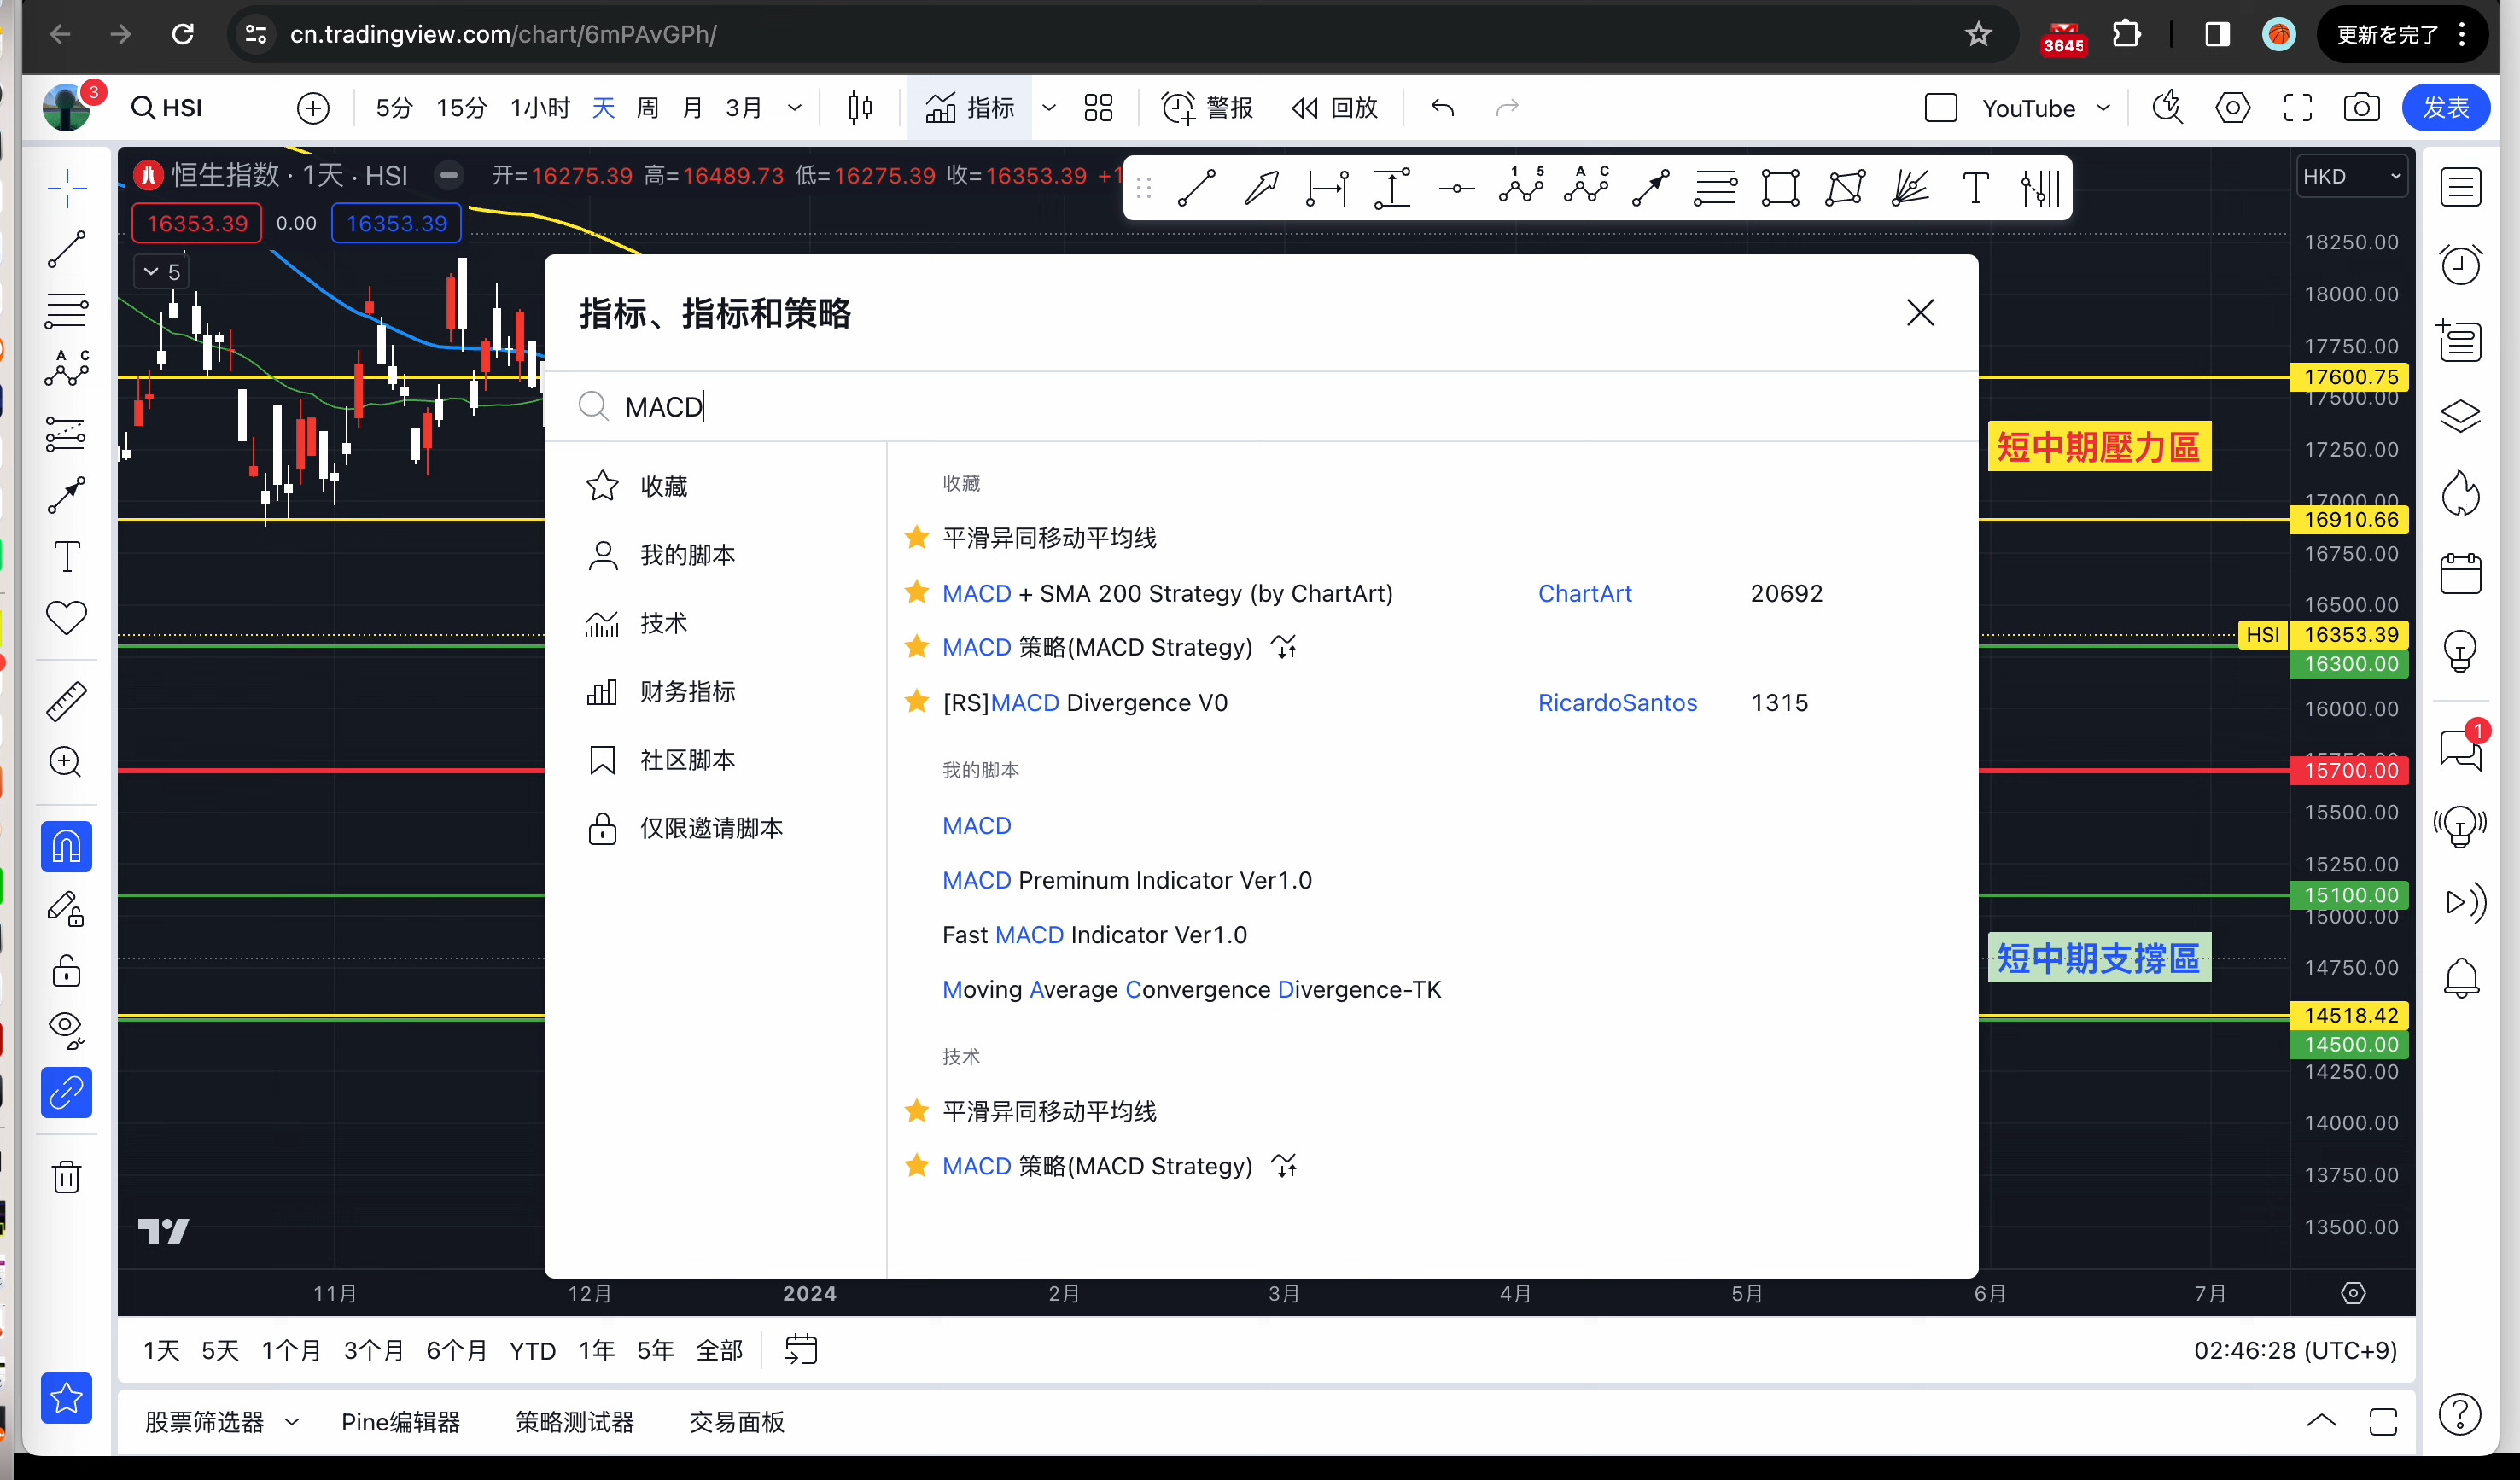 cn.tradingview.com/chart/6mPAvGPh/
3645
更新を完了
3
HSI
5分 15分 1小时 天 周 月 3月
指标
警报
回放
YouTube
发表
恒生指数 · 1天 · HSI
开=16275.39 高=16489.73 低=16275.39 收=16353.39 +1
1 5
A C
T
HKD
16353.39 0.00 16353.39
5
指标、指标和策略
MACD
收藏
我的脚本
技术
财务指标
社区脚本
仅限邀请脚本
收藏
平滑异同移动平均线
MACD + SMA 200 Strategy (by ChartArt) ChartArt 20692
MACD 策略(MACD Strategy)
[RS]MACD Divergence V0 RicardoSantos 1315
我的脚本
MACD
MACD Preminum Indicator Ver1.0
Fast MACD Indicator Ver1.0
Moving Average Convergence Divergence-TK
技术
平滑异同移动平均线
MACD 策略(MACD Strategy)
A C
T
短中期壓力區
短中期支撐區
18250.00
18000.00
17750.00
17600.75
17500.00
17250.00
17000.00
16910.66
16750.00
16500.00
HSI 16353.39
16300.00
16000.00
15750.00
15700.00
15500.00
15250.00
15100.00
15000.00
14750.00
14518.42
14500.00
14250.00
14000.00
13750.00
13500.00
1
11月 12月 2024 2月 3月 4月 5月 6月 7月
1天 5天 1个月 3个月 6个月 YTD 1年 5年 全部
02:46:28 (UTC+9)
股票筛选器 Pine编辑器 策略测试器 交易面板